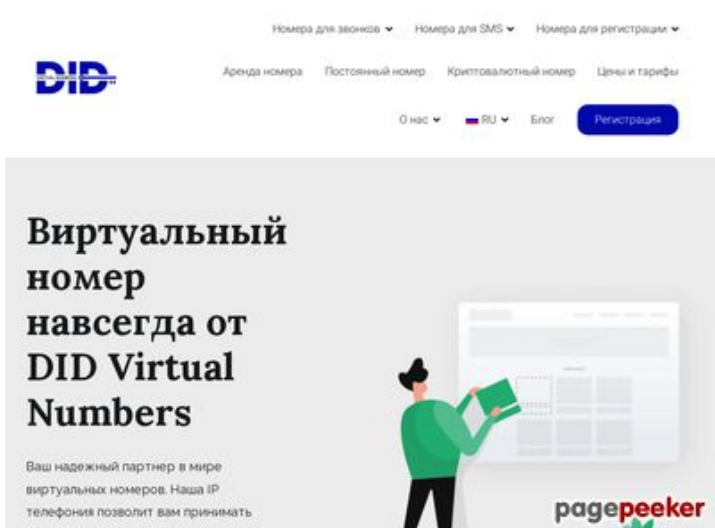 Номера для звонков Номера для SMS Номера для регистрации
DID Аренда номера Постоянный номер Криптовалютный номер Цены и тарифы
О нас RU Блог Регистрация
Виртуальный
номер
навсегда от
DID Virtual
Numbers
Ваш надежный партнер в мире
виртуальных номеров. Наша IP
телефония позволит вам принимать
pagepeeker